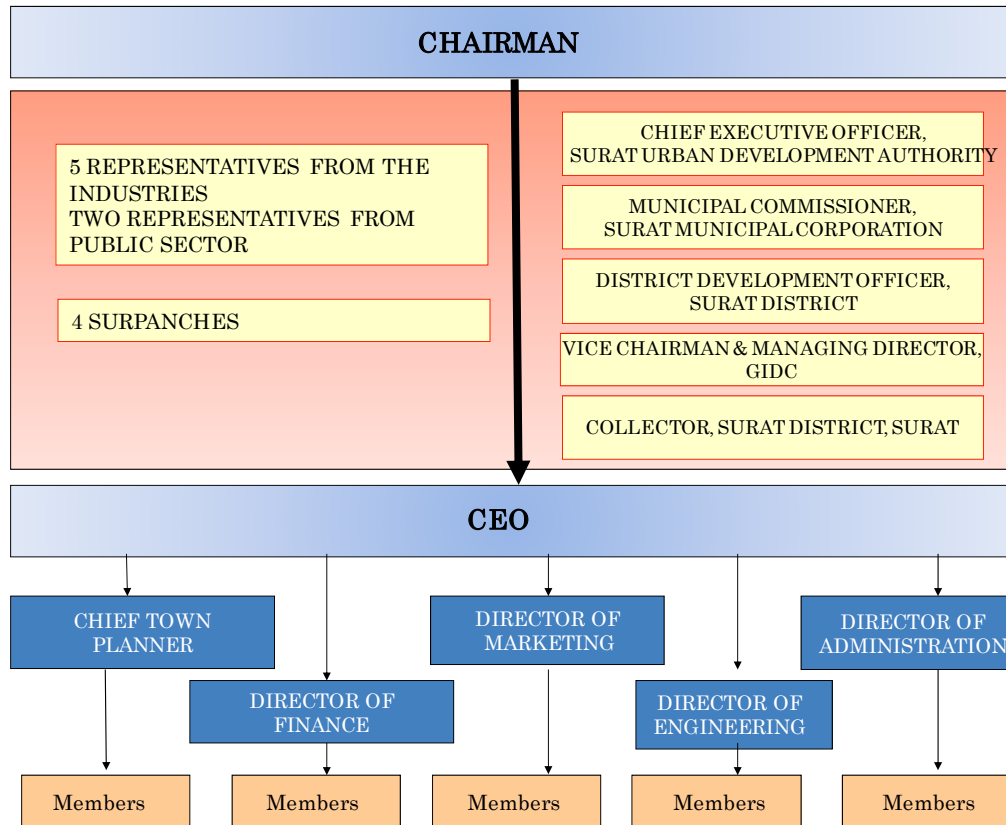 CHAIRMAN
5 REPRESENTATIVES FROM THE
INDUSTRIES
TWO REPRESENTATIVES FROM
PUBLIC SECTOR
4 SURPANCHES
CHIEF EXECUTIVE OFFICER,
SURAT URBAN DEVELOPMENT AUTHORITY
MUNICIPAL COMMISSIONER,
SURAT MUNICIPAL CORPORATION
DISTRICT DEVELOPMENT OFFICER,
SURAT DISTRICT
VICE CHAIRMAN & MANAGING DIRECTOR,
GIDC
COLLECTOR, SURAT DISTRICT, SURAT
CEO
CHIEF TOWN
PLANNER
DIRECTOR OF
FINANCE
DIRECTOR OF
MARKETING
DIRECTOR OF
ENGINEERING
DIRECTOR OF
ADMINISTRATION
Members
Members
Members
Members
Members